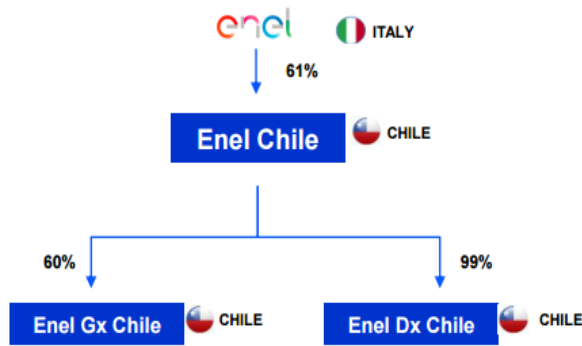 enel ITALY
61%
Enel Chile CHILE
60% 99%
Enel Gx Chile CHILE Enel Dx Chile CHILE